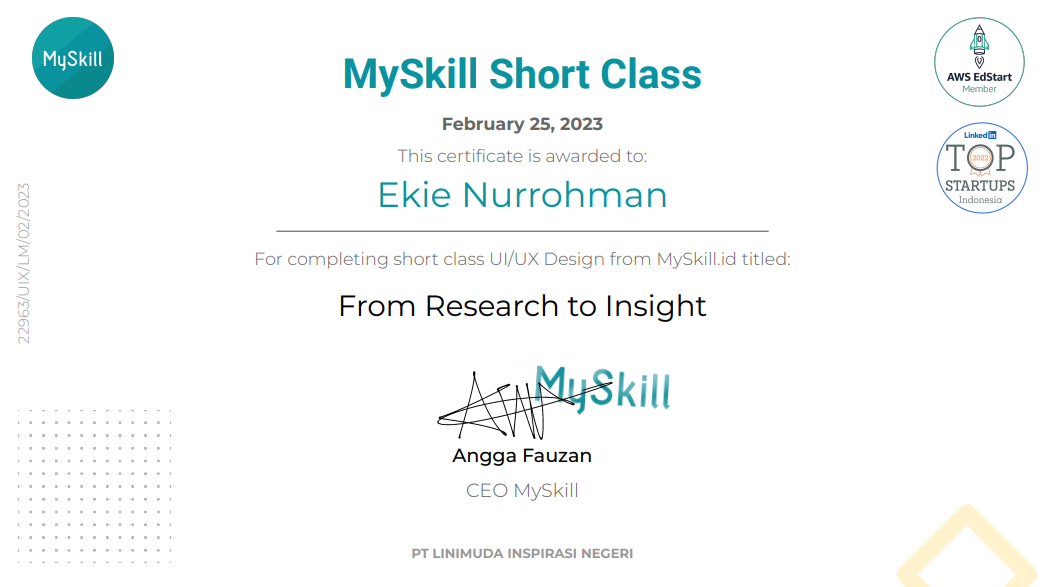 MySkill
MySkill Short Class
February 25, 2023
This certificate is awarded to:
Ekie Nurrohman
For completing short class UI/UX Design from MySkill.id titled:
From Research to Insight
MySkill
Angga Fauzan
CEO MySkill
PT LINIMUDA INSPIRASI NEGERI
22963/UIX/LM/02/2023
AWS EdStart
Member
LinkedIn
TOP
2022
STARTUPS
Indonesia